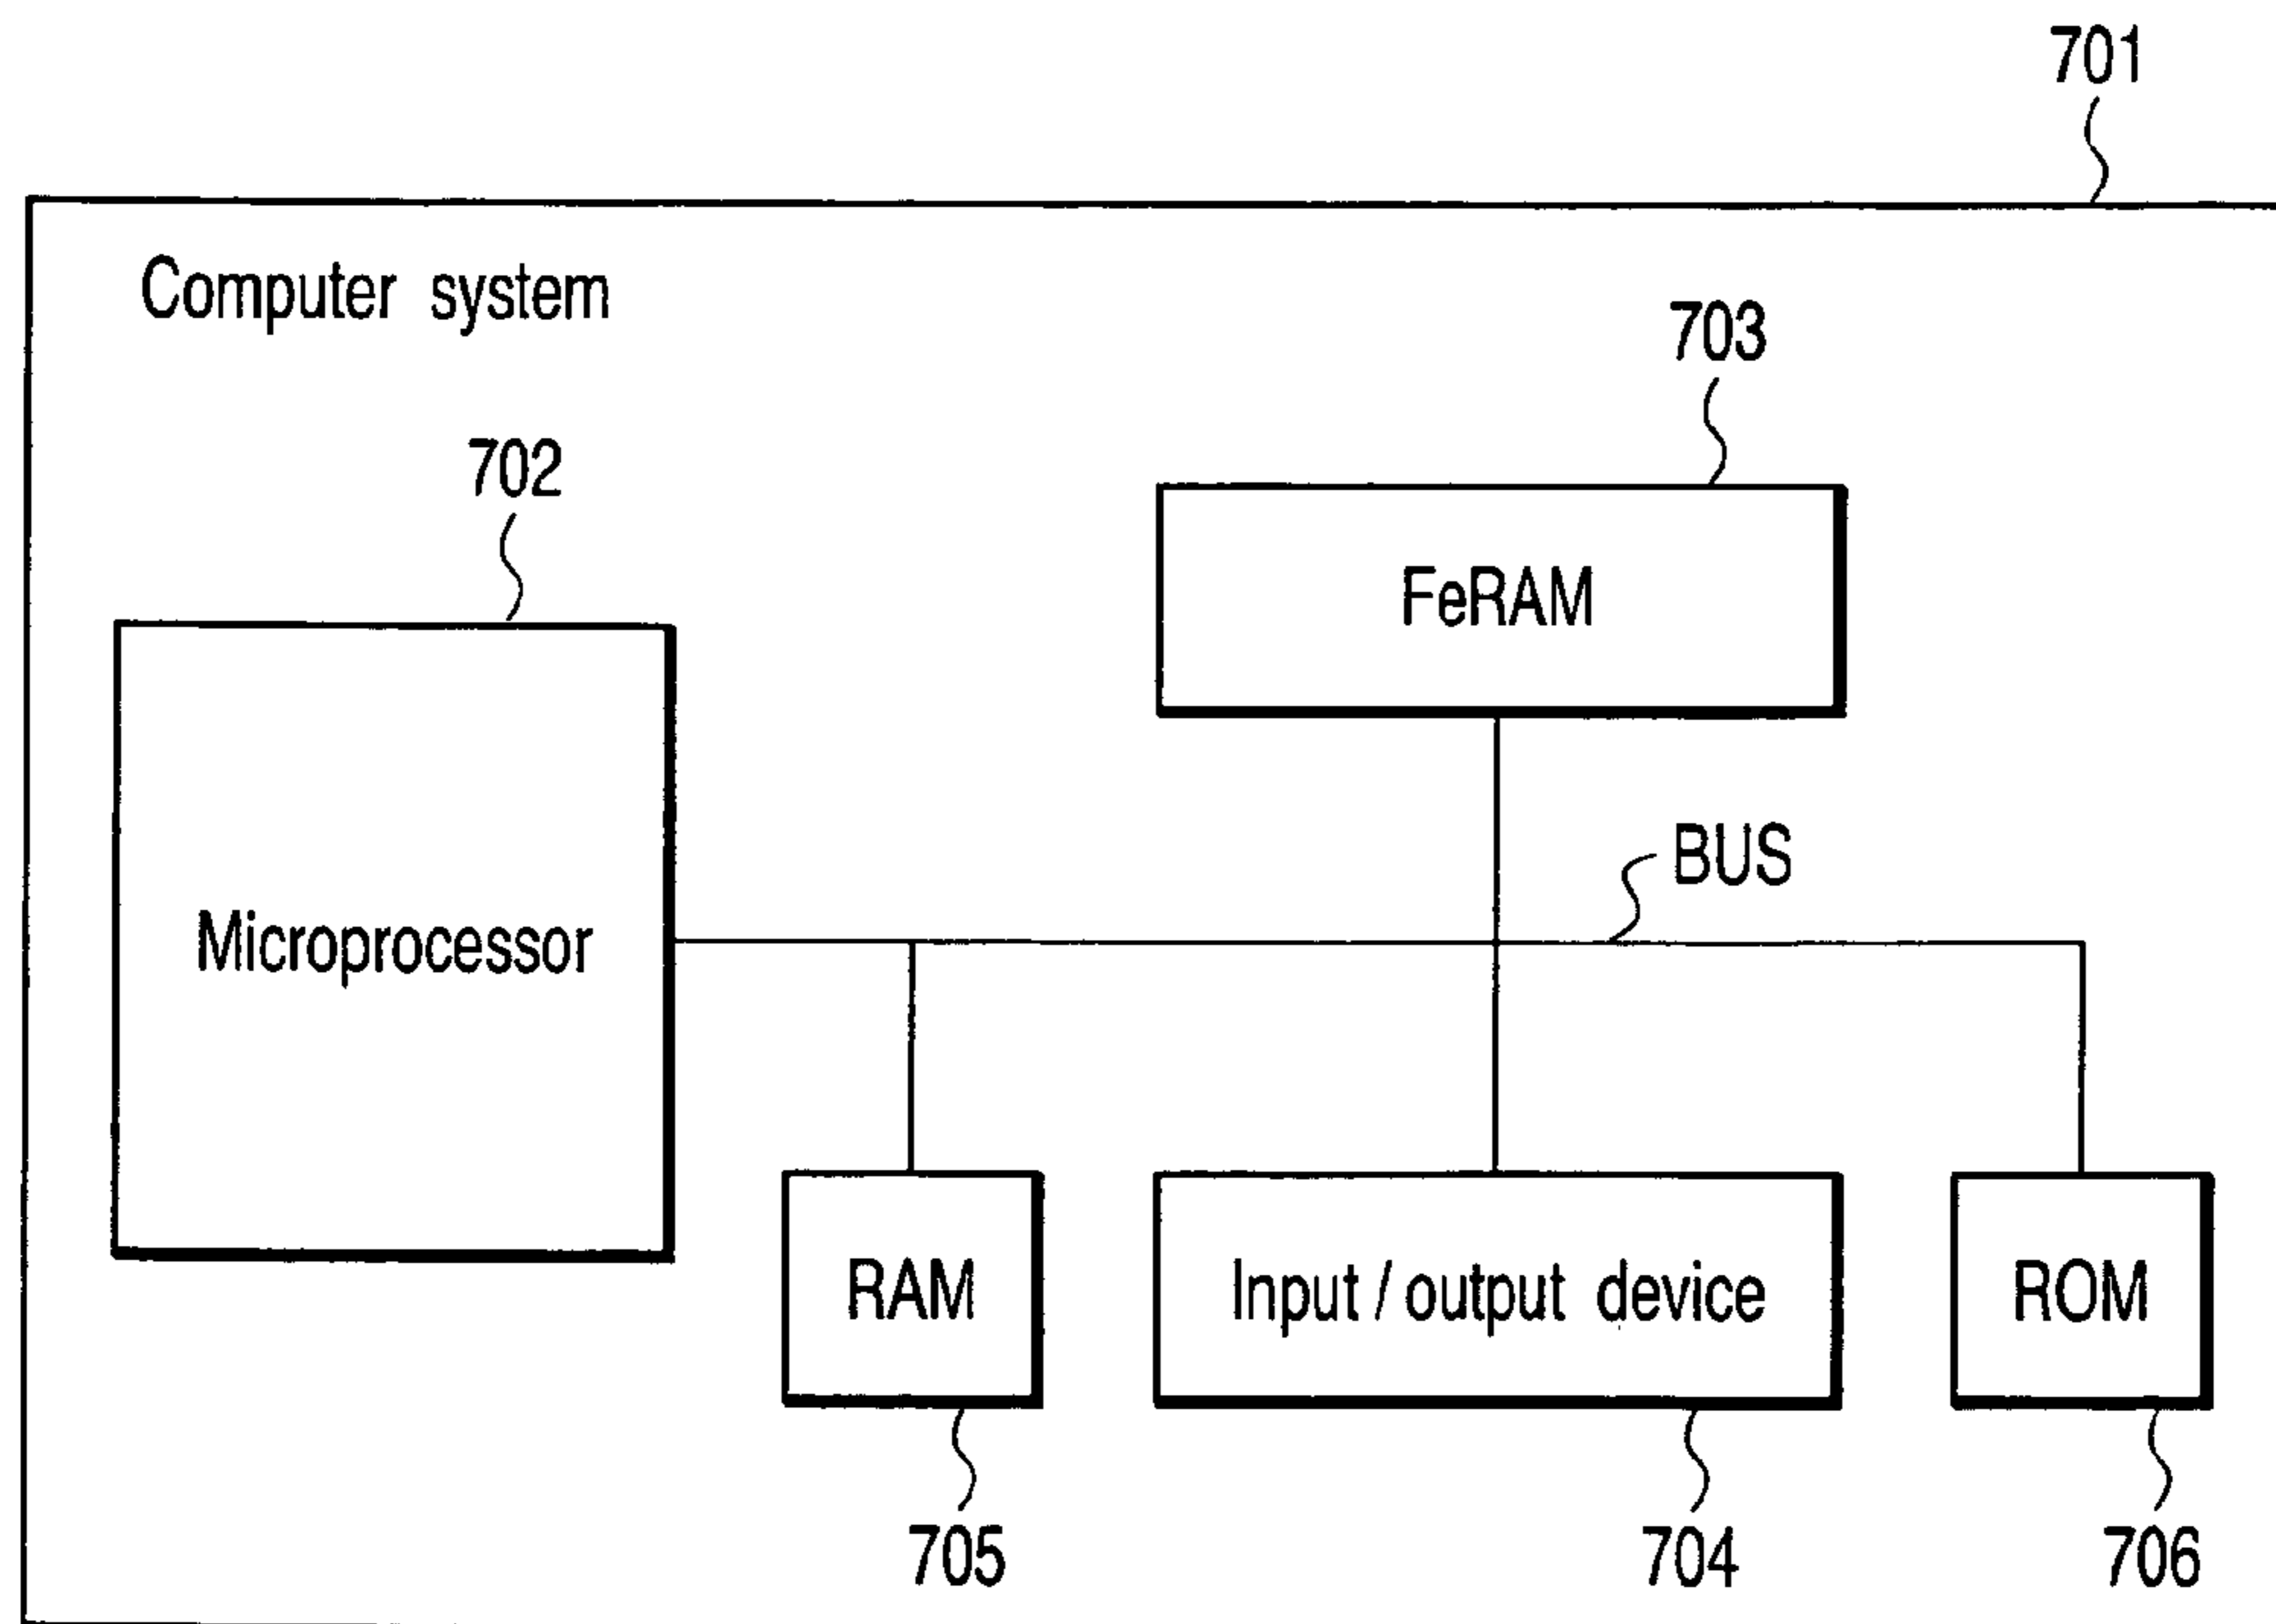 701
Computer system
703
702
FeRAM
BUS
Microprocessor
RAM
Input / output device
ROM
705
704
706